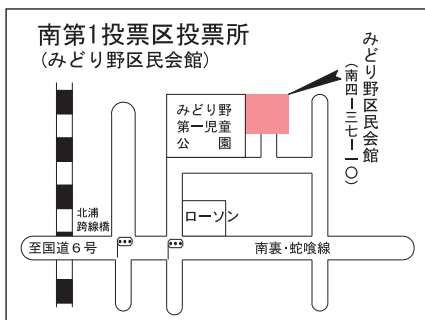 南第1投票区投票所
(みどり野区民会館)
みどり野区民会館
(南四ー三七ー一〇)
みどり野
第一児童
公園
北浦
跨線橋
ローソン
至国道6号
南裏・蛇喰線